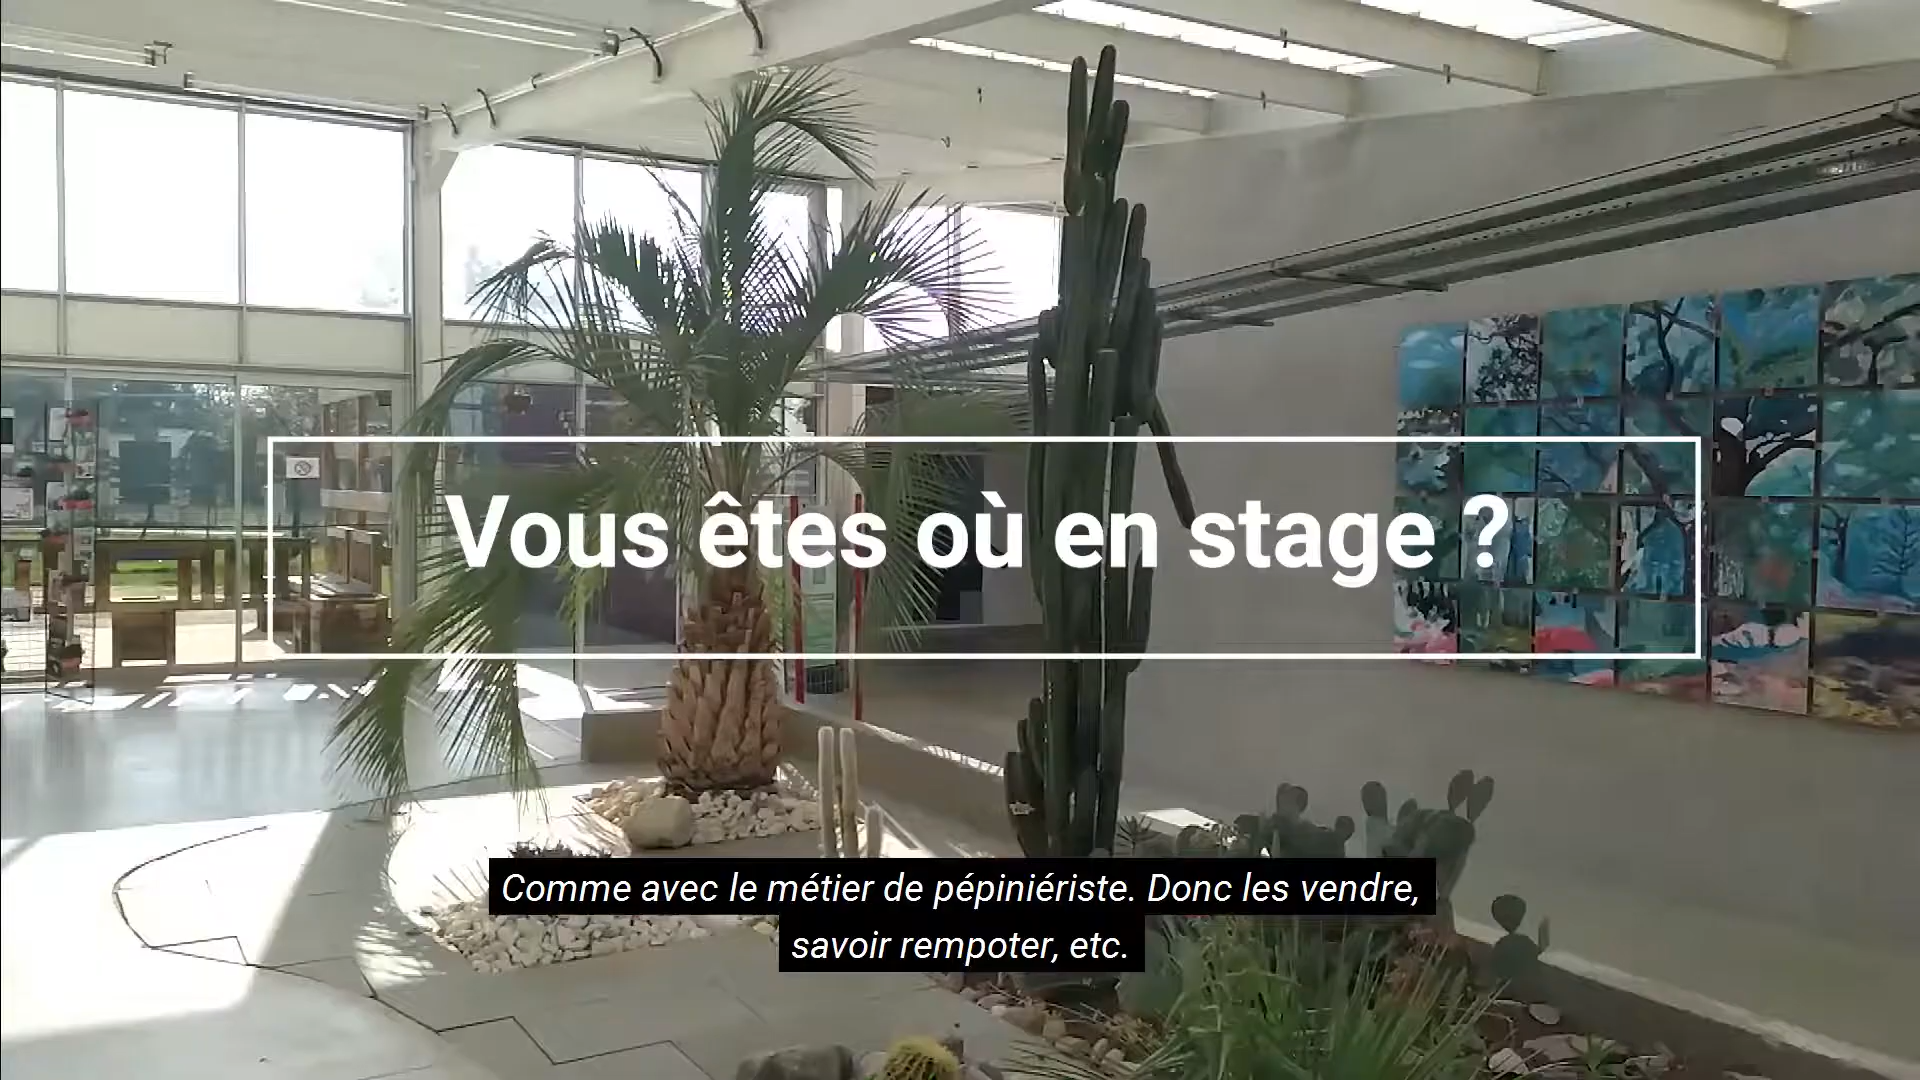 Vous êtes où en stage ?
Comme avec le métier de pépiniériste. Donc les vendre,
savoir rempoter, etc.